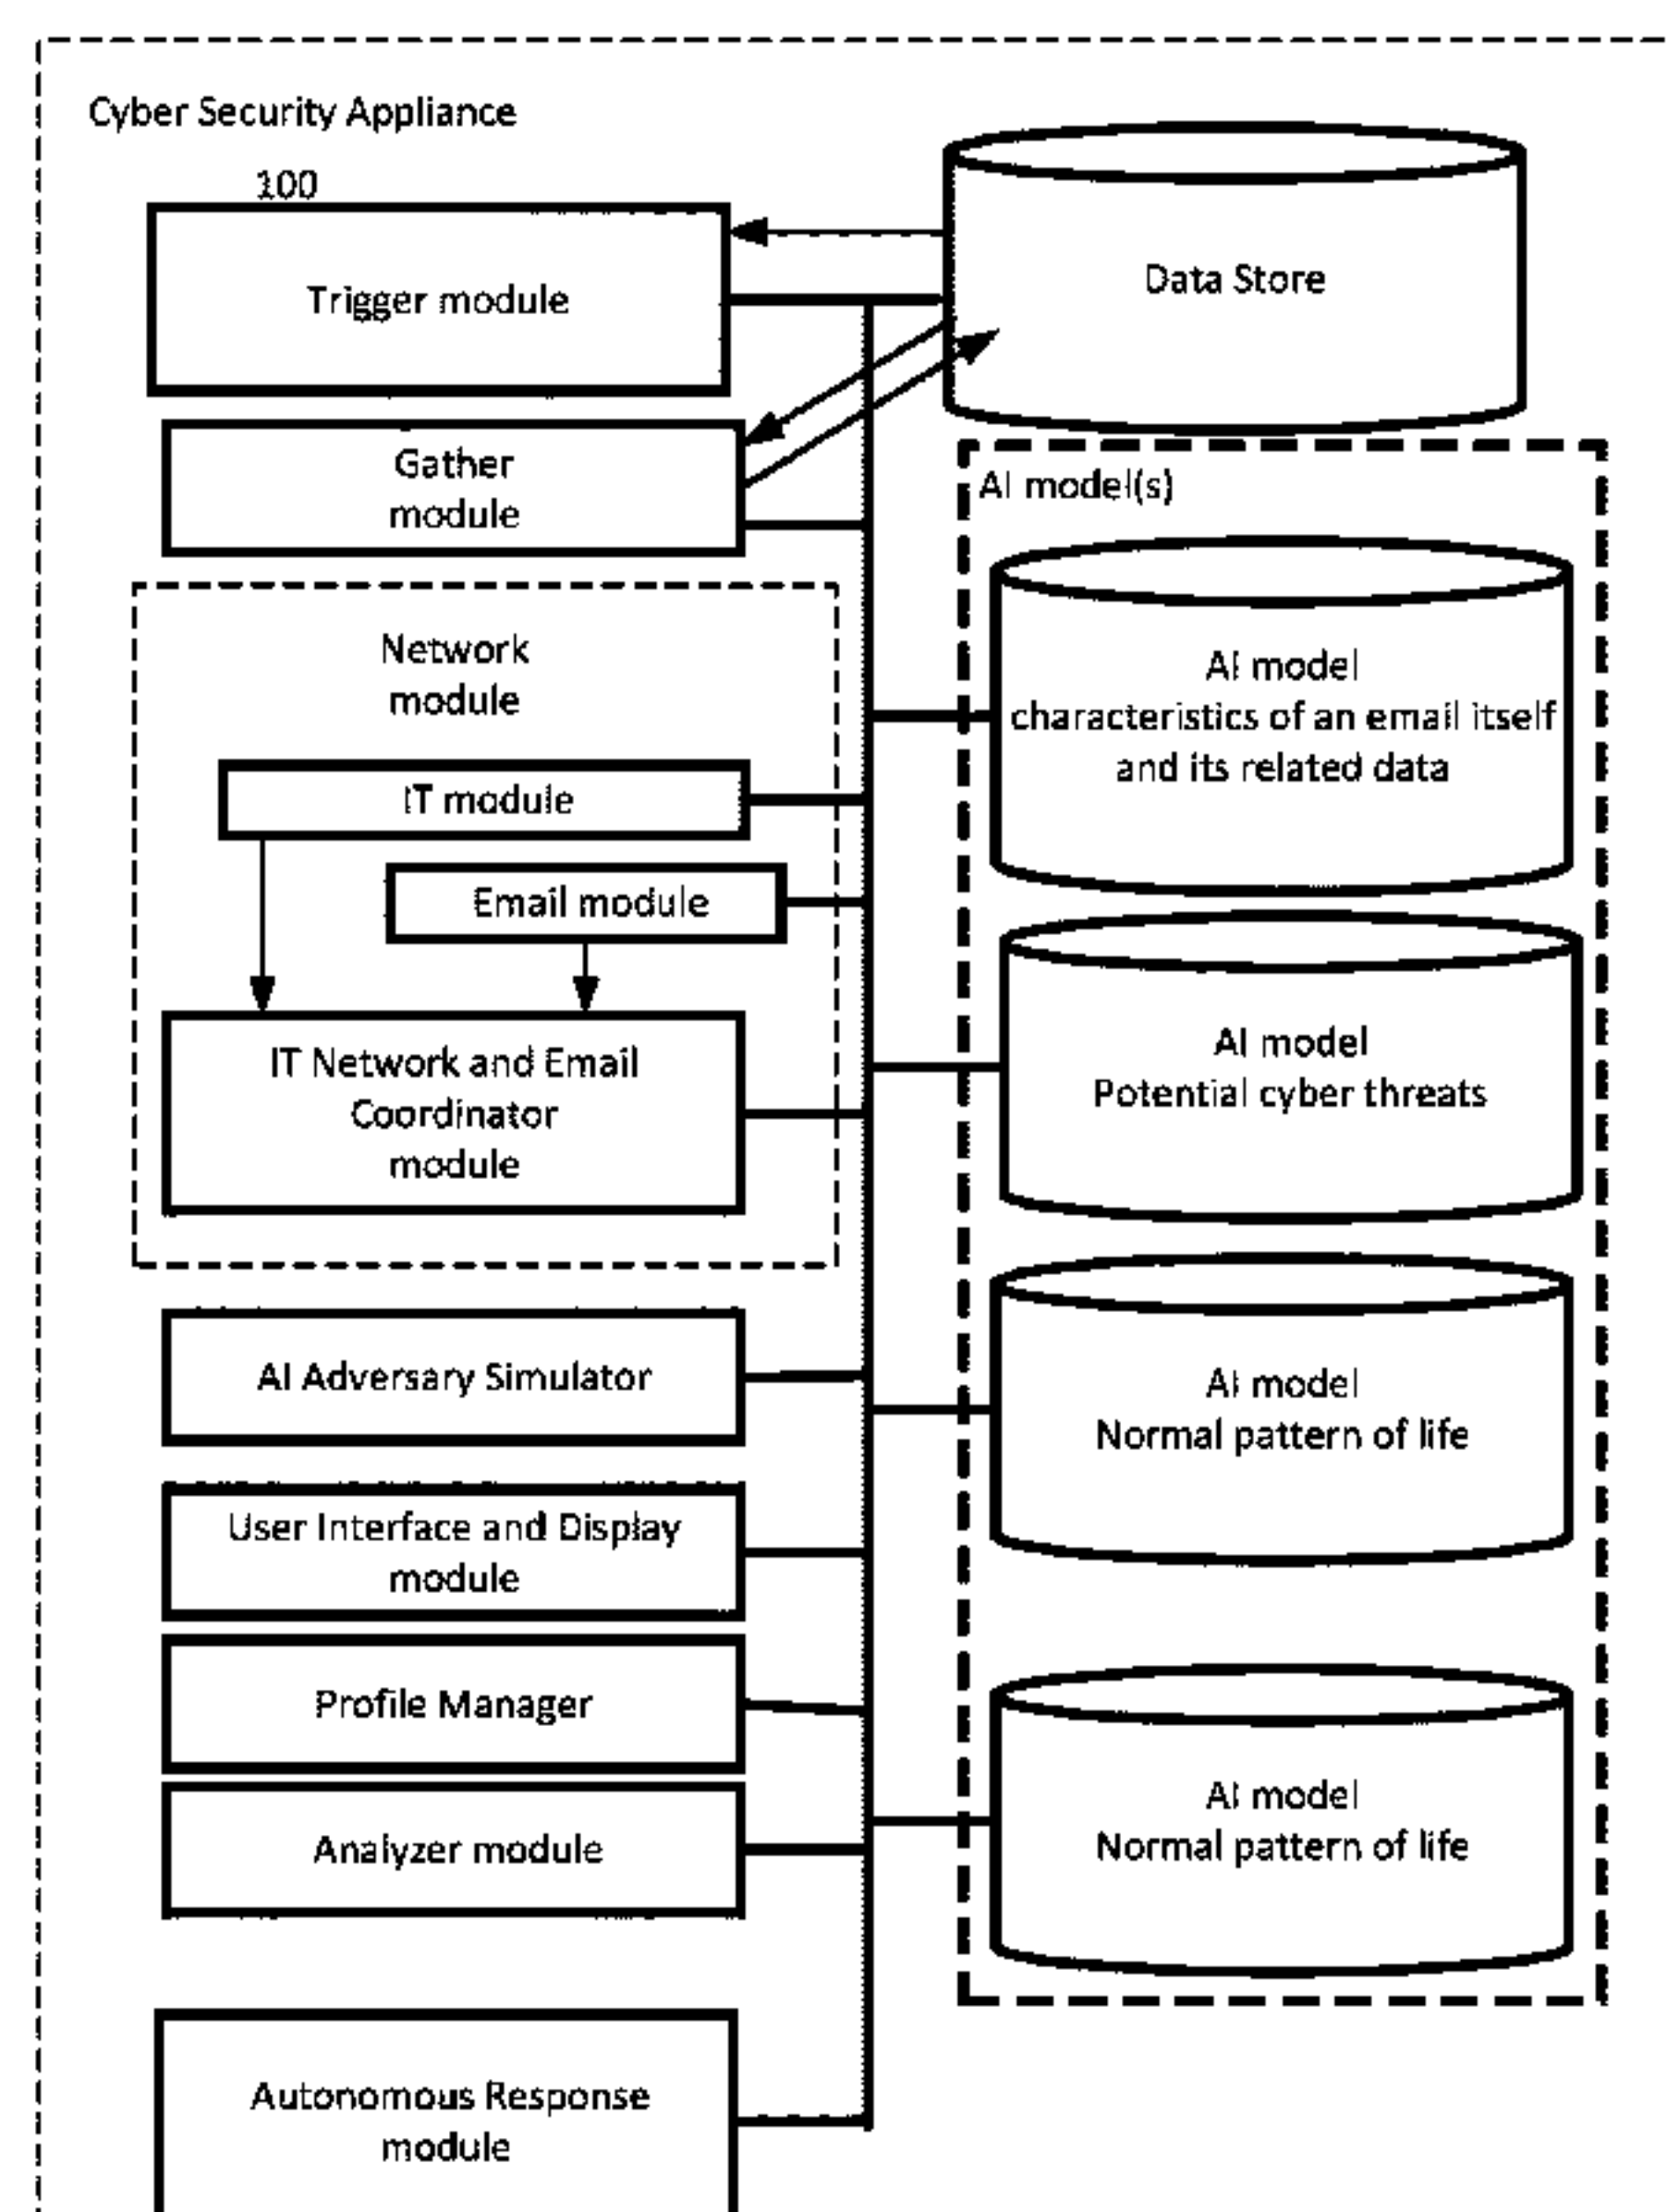 Cyber Security Appliance
100
Trigger module
Data Store
Gather
module
AI model(s)
Network
module
AI model
characteristics of an email itself
and its related data
IT module
Email module
IT Network and Email
Coordinator
module
AI model
Potential cyber threats
AI Adversary Simulator
AI model
Normal pattern of life
User Interface and Display
module
Profile Manager
Analyzer module
AI model
Normal pattern of life
Autonomous Response
module